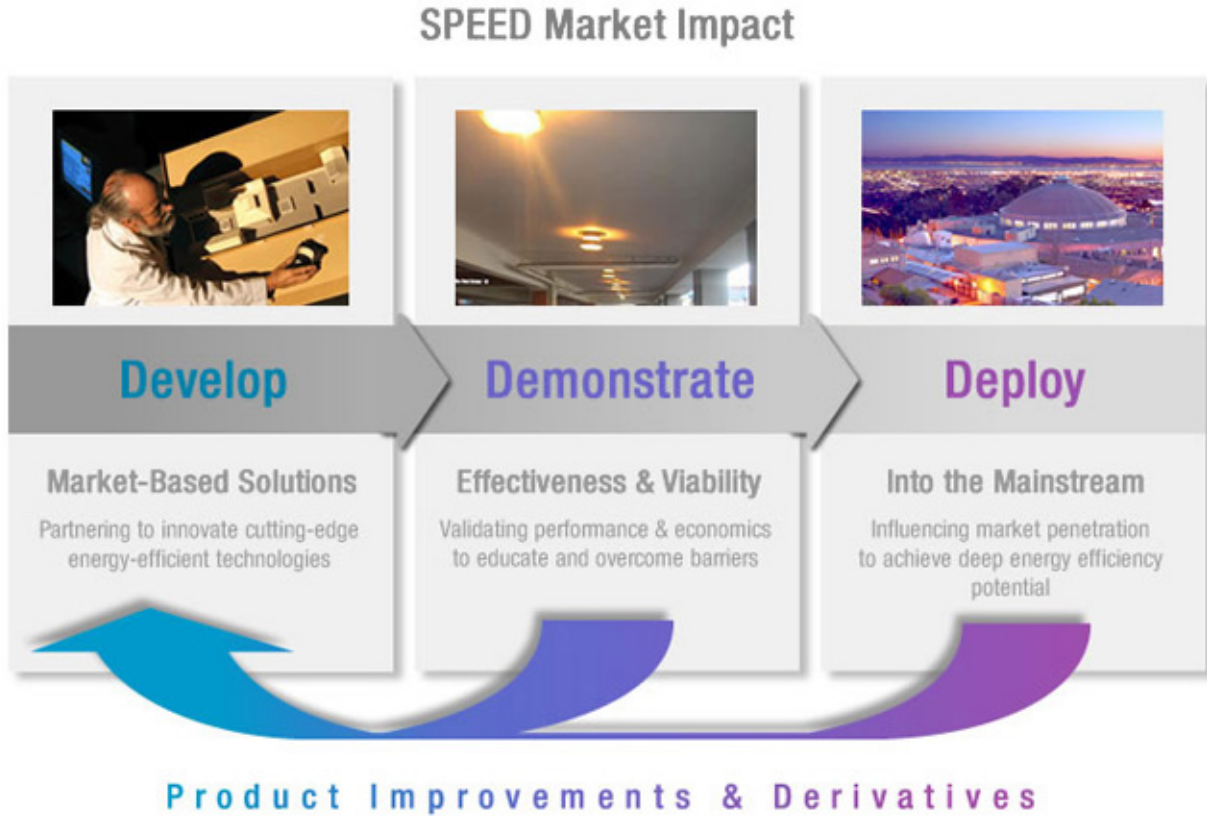 SPEED Market Impact
Develop
Demonstrate
Deploy
Market-Based Solutions
Partnering to innovate cutting-edge
energy-efficient technologies
Effectiveness & Viability
Validating performance & economics
to educate and overcome barriers
Into the Mainstream
Influencing market penetration
to achieve deep energy efficiency
potential
Product Improvements & Derivatives